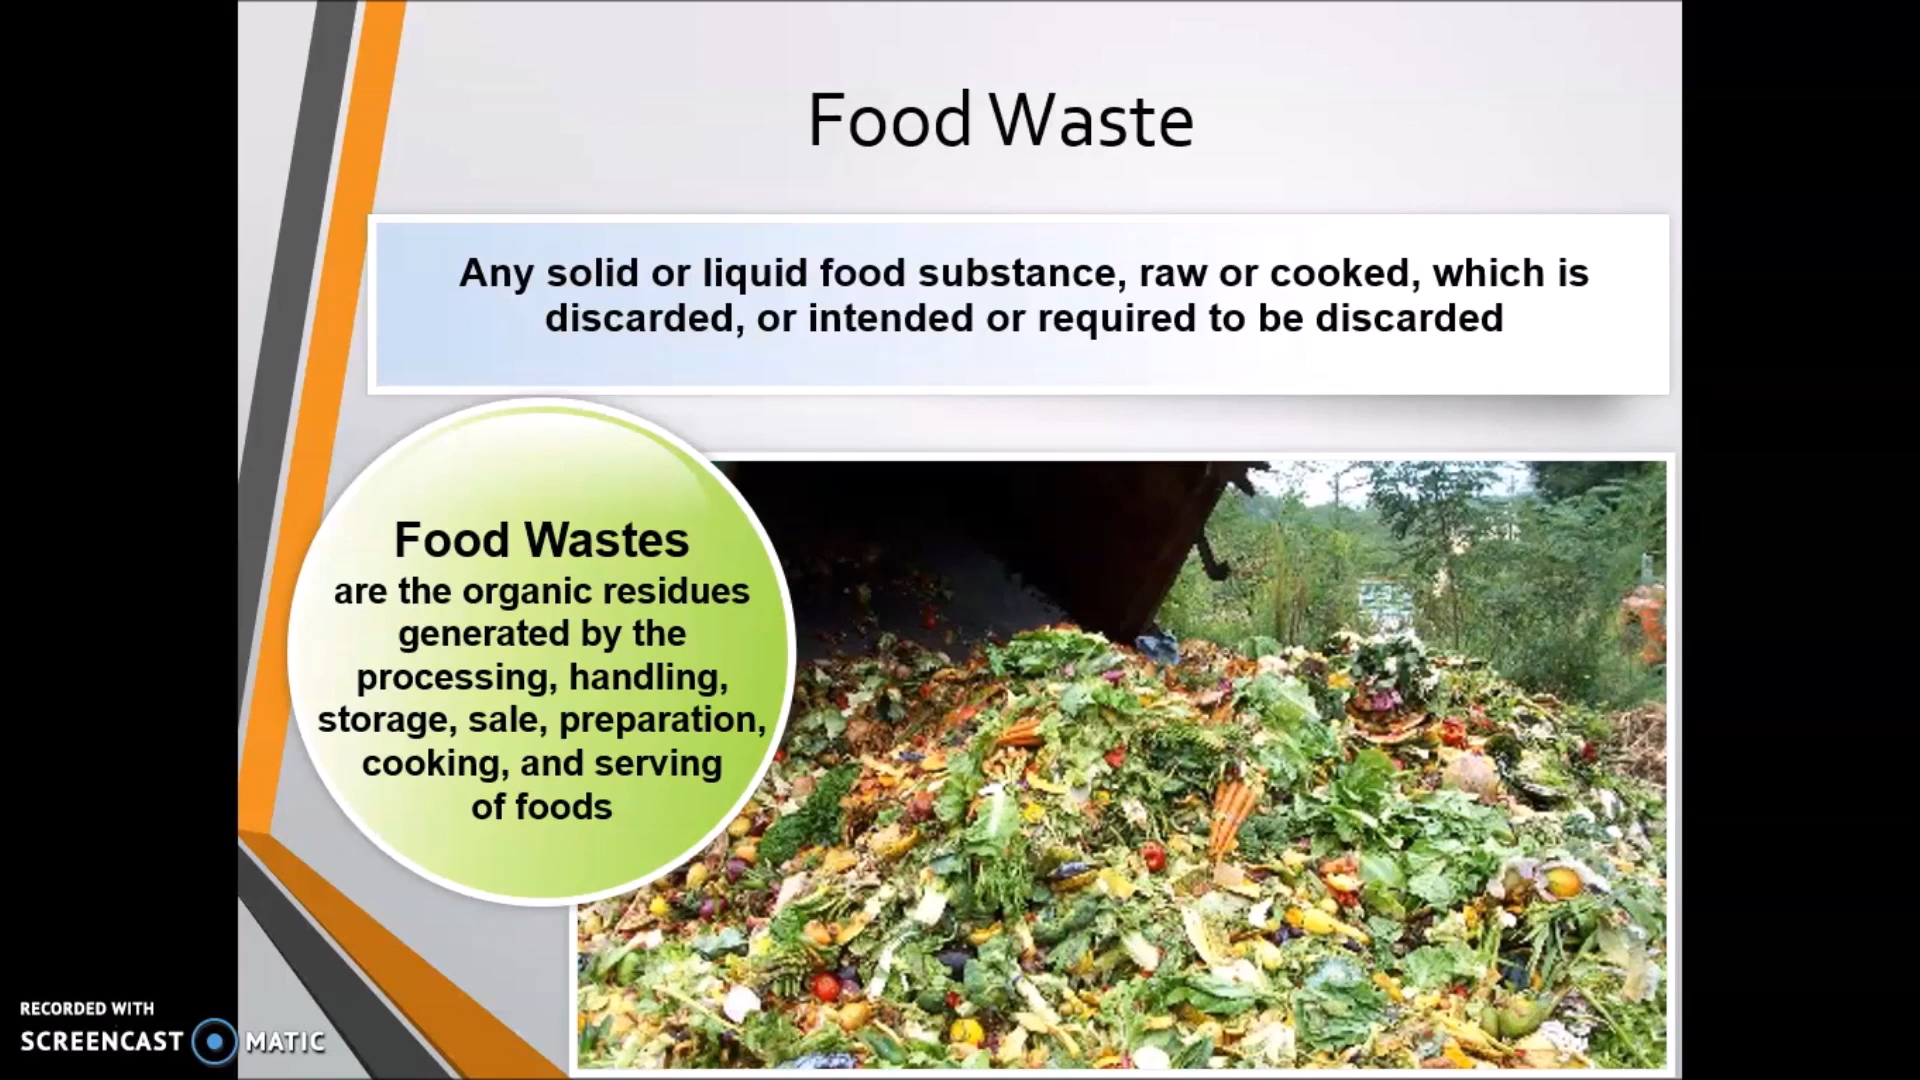 Food Waste
Any solid or liquid food substance, raw or cooked, which is
discarded, or intended or required to be discarded
Food Wastes
are the organic residues
generated by the
processing, handling,
storage, sale, preparation,
cooking, and serving
of foods
RECORDED WITH
SCREENCAST MATIC